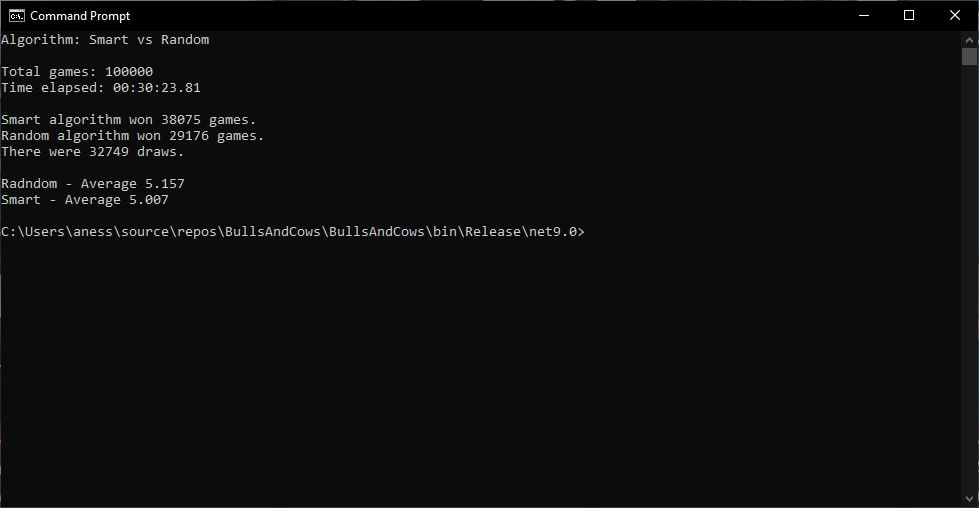 Command Prompt
Algorithm: Smart vs Random
Total games: 100000
Time elapsed: 00:30:23.81
Smart algorithm won 38075 games.
Random algorithm won 29176 games.
There were 32749 draws.
Radndom - Average 5.157
Smart - Average 5.007
C:\Users\aness\source\repos\BullsAndCows\BullsAndCows\bin\Release\net9.0>